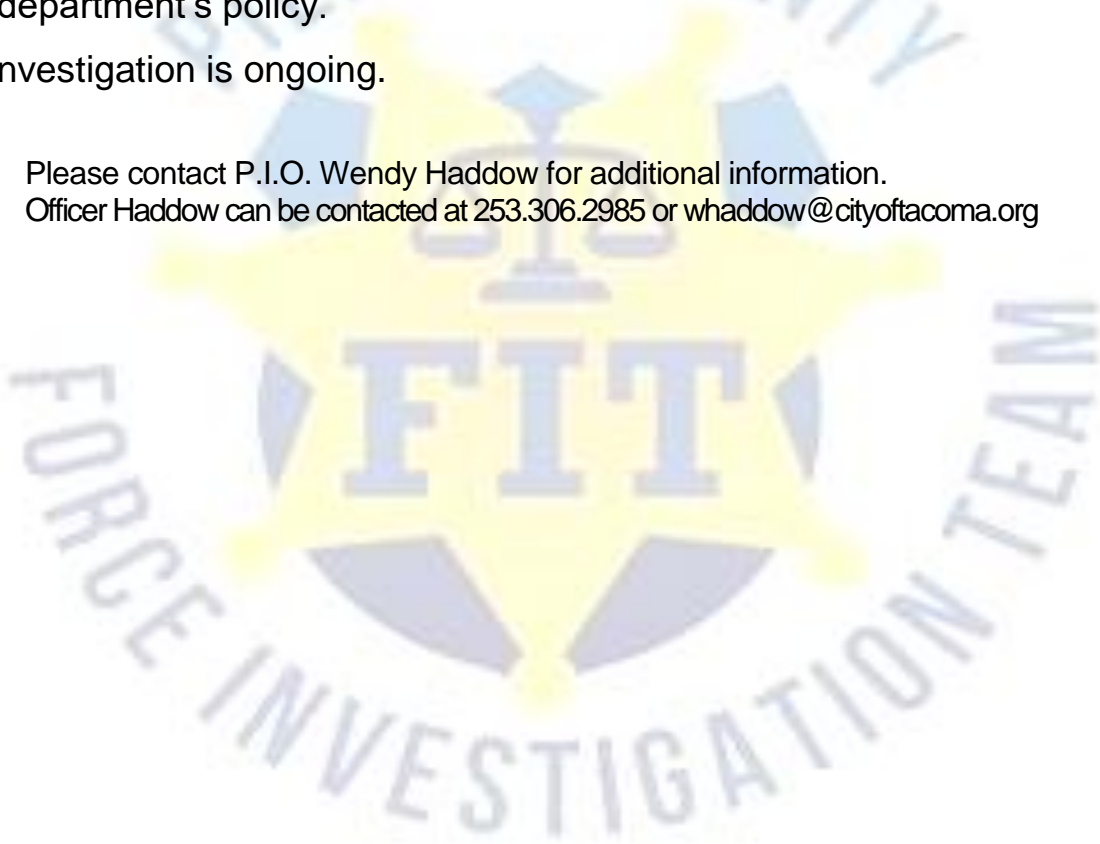 department's policy.
nvestigation is ongoing.
Please contact P.I.O. Wendy Haddow for additional information.
Officer Haddow can be contacted at 253.306.2985 or whaddow@cityoftacoma.org
FIT
FORCE INVESTIGATION TEAM